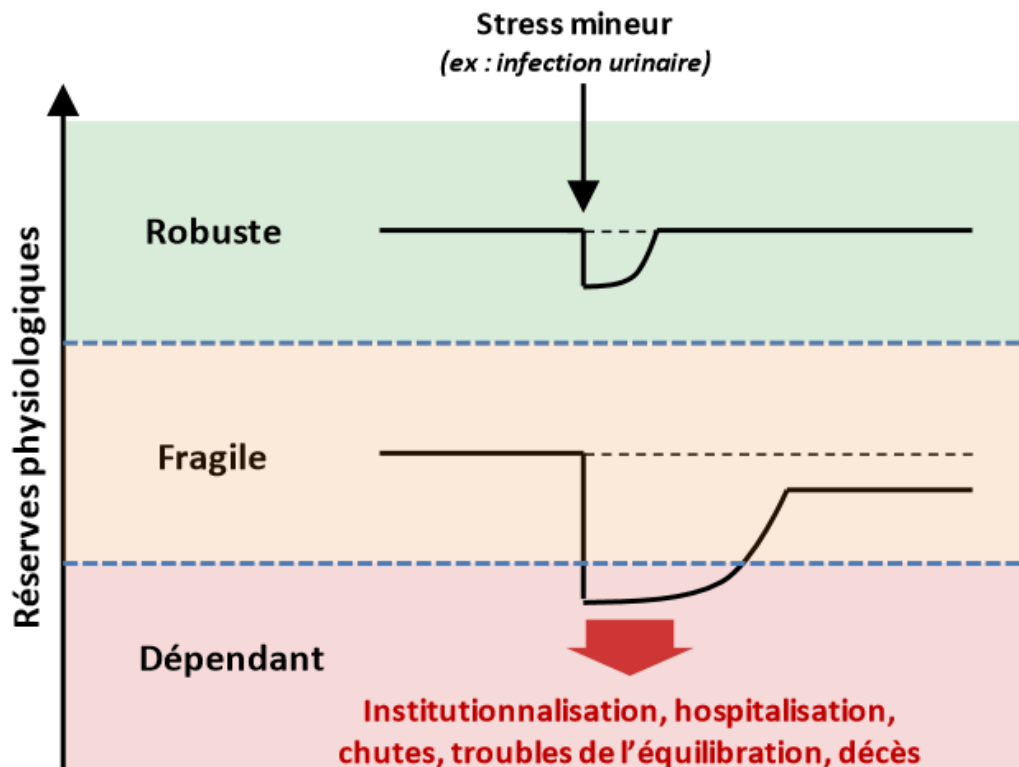 Stress mineur
(ex : infection urinaire)
Réserves physiologiques
Robuste
Fragile
Dépendant
Institutionnalisation, hospitalisation,
chutes, troubles de l'équilibration, décès